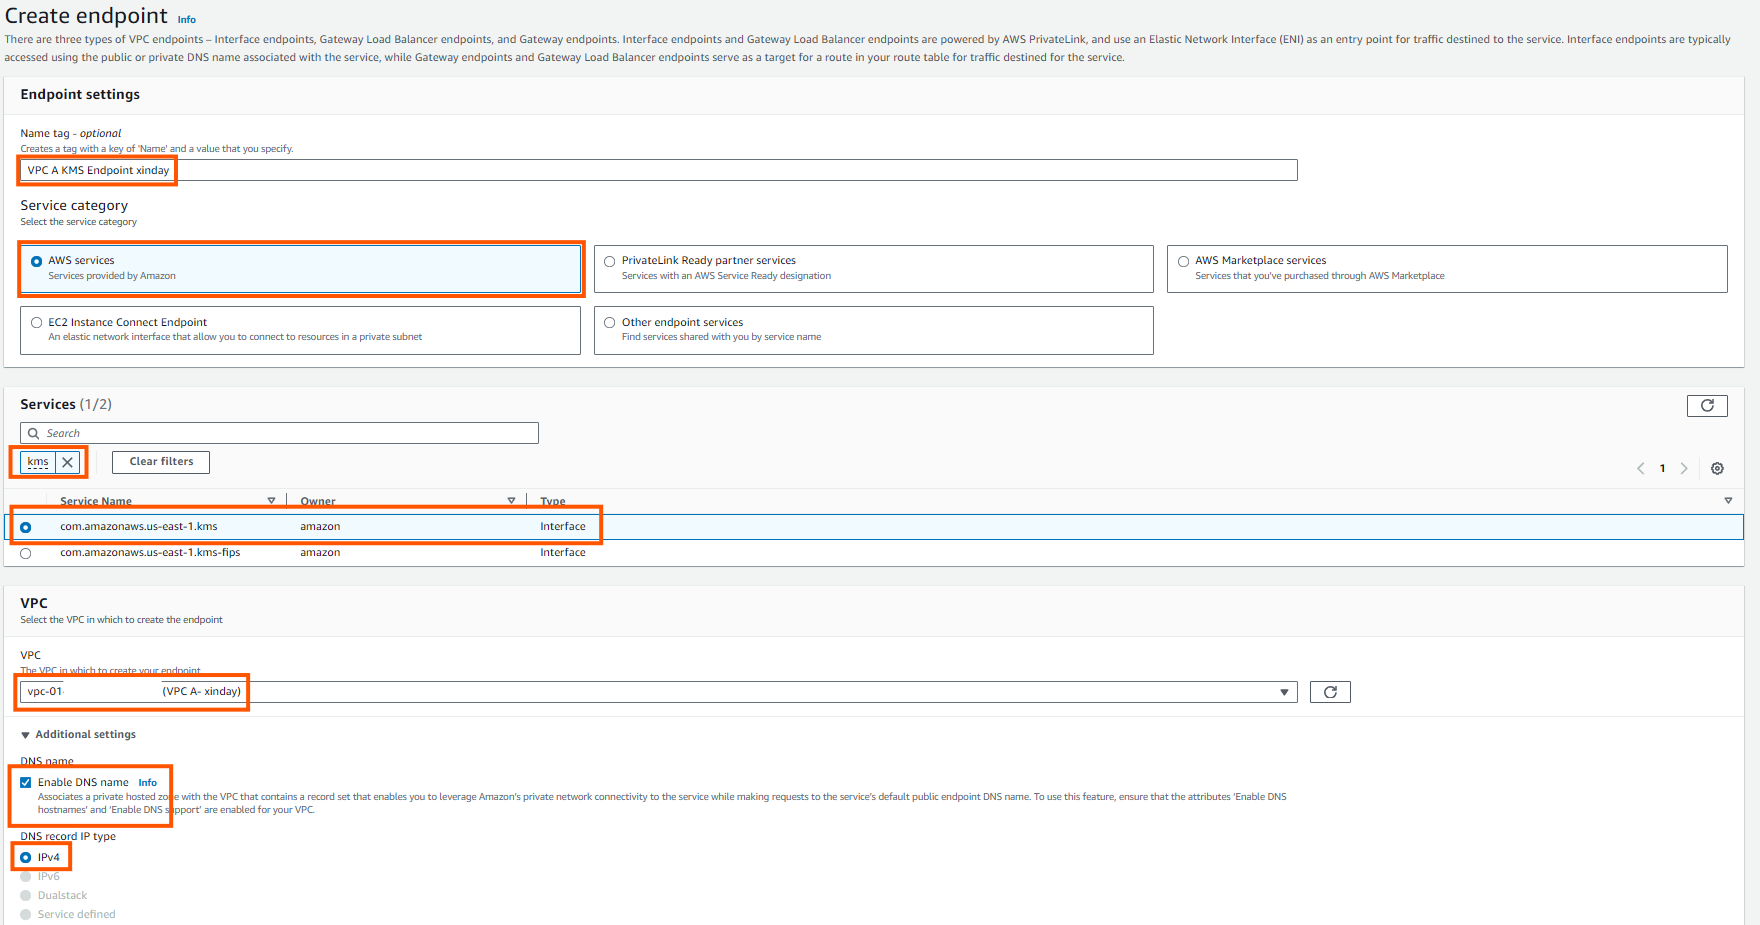 Create endpoint Info
There are three types of VPC endpoints – Interface endpoints, Gateway Load Balancer endpoints, and Gateway endpoints. Interface endpoints and Gateway Load Balancer endpoints are powered by AWS PrivateLink, and use an Elastic Network Interface (ENI) as an entry point for traffic destined to the service. Interface endpoints are typically
accessed using the public or private DNS name associated with the service, while Gateway endpoints and Gateway Load Balancer endpoints serve as a target for a route in your route table for traffic destined for the service.
Endpoint settings
Name tag - optional
Creates a tag with a key of 'Name' and a value that you specify.
VPC A KMS Endpoint xinday
Service category
Select the service category
AWS services
Services provided by Amazon
PrivateLink Ready partner services
Services with an AWS Service Ready designation
AWS Marketplace services
Services that you've purchased through AWS Marketplace
EC2 Instance Connect Endpoint
An elastic network interface that allow you to connect to resources in a private subnet
Other endpoint services
Find services shared with you by service name
Services (1/2)
Search
kms
Clear filters
1
Service Name Owner Type
com.amazonaws.us-east-1.kms amazon Interface
com.amazonaws.us-east-1.kms-fips amazon Interface
VPC
Select the VPC in which to create the endpoint
VPC
The VPC in which to create your endpoint
vpc-01 (VPC A- xinday)
Additional settings
DNS name
Enable DNS name Info
Associates a private hosted zone with the VPC that contains a record set that enables you to leverage Amazon's private network connectivity to the service while making requests to the service's default public endpoint DNS name. To use this feature, ensure that the attributes 'Enable DNS
hostnames' and 'Enable DNS support' are enabled for your VPC.
DNS record IP type
IPv4
IPv6
Dualstack
Service defined